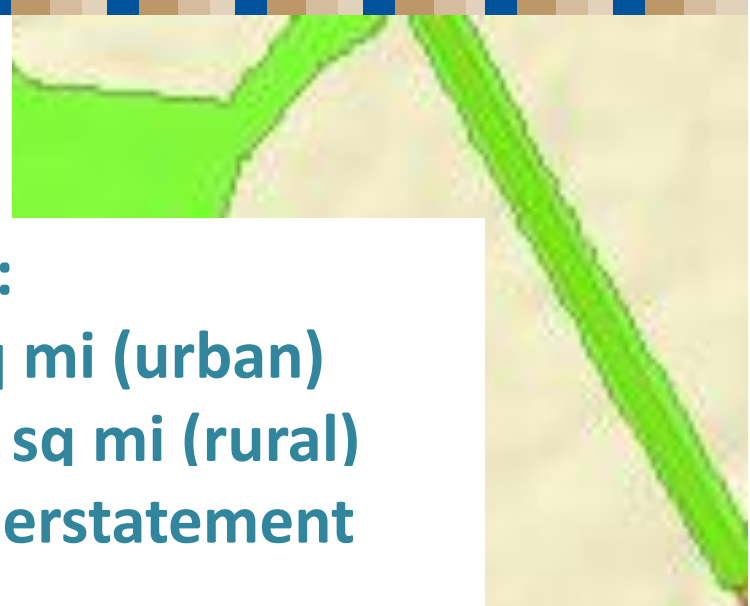 :
mi (urban)
sq mi (rural)
erstatement